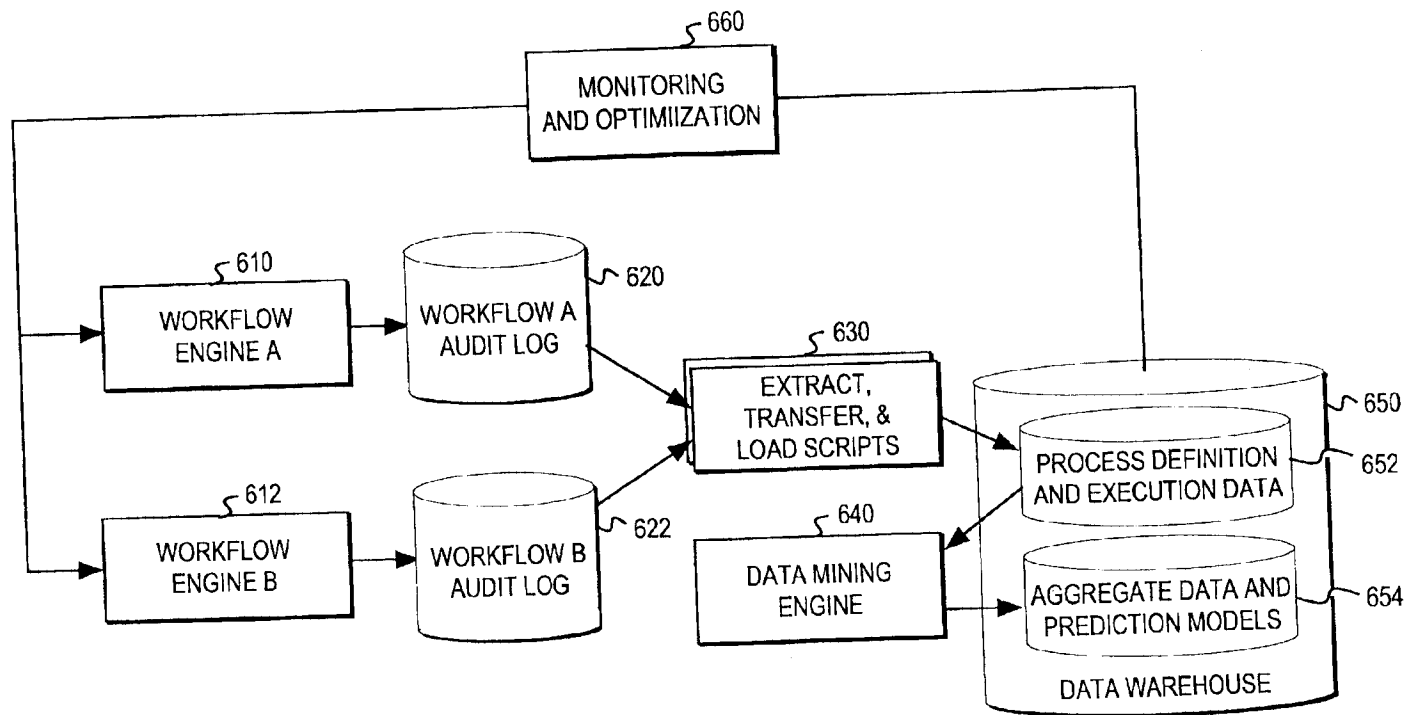 660
MONITORING
AND OPTIMIIZATION
610
WORKFLOW
ENGINE A
WORKFLOW A
AUDIT LOG
620
630
EXTRACT,
TRANSFER, &
LOAD SCRIPTS
650
PROCESS DEFINITION
AND EXECUTION DATA
652
612
WORKFLOW
ENGINE B
WORKFLOW B
AUDIT LOG
622
640
DATA MINING
ENGINE
AGGREGATE DATA AND
PREDICTION MODELS
654
DATA WAREHOUSE